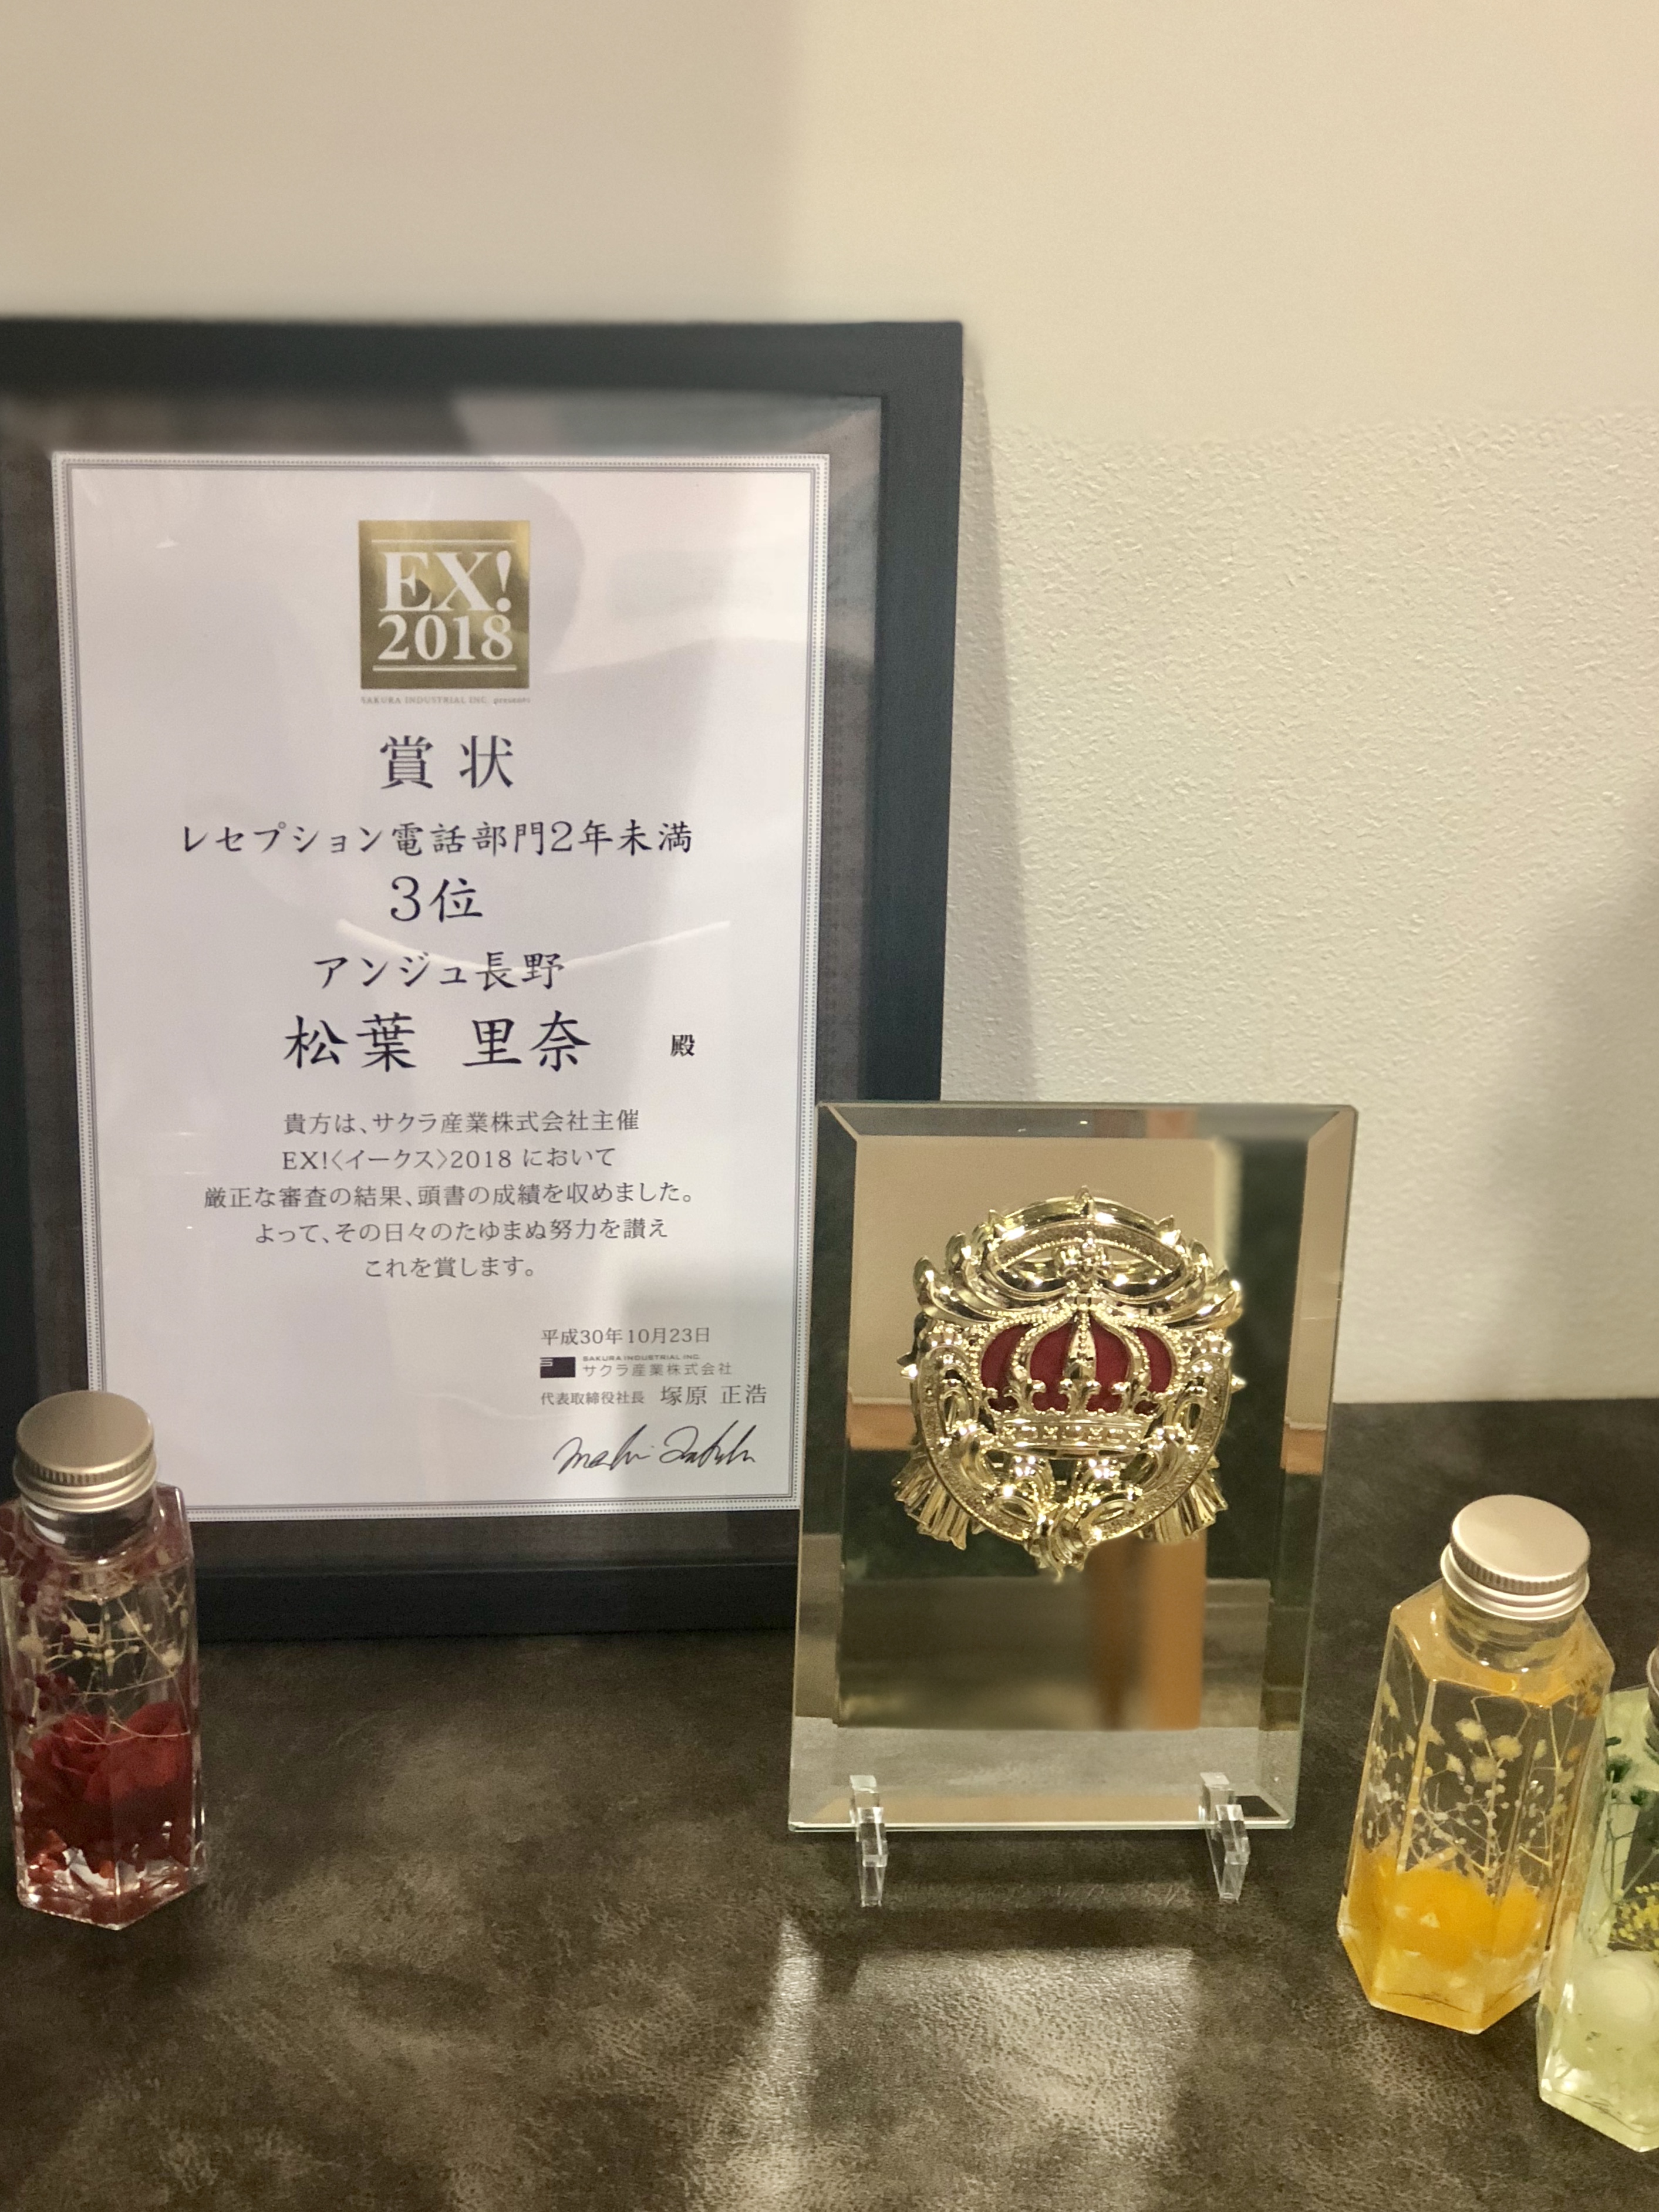 EX!
2018
SAKURA INDUSTRIAL INC. presents
賞状
レセプション電話部門2年未満
3位
アンジュ長野
松葉 里奈 殿
貴方は、サクラ産業株式会社主催
EX!〈イークス〉2018 において
厳正な審査の結果、頭書の成績を収めました。
よって、その日々のたゆまぬ努力を讃え
これを賞します。
平成30年10月23日
SAKURA INDUSTRIAL INC.
サクラ産業株式会社
代表取締役社長 塚原 正浩